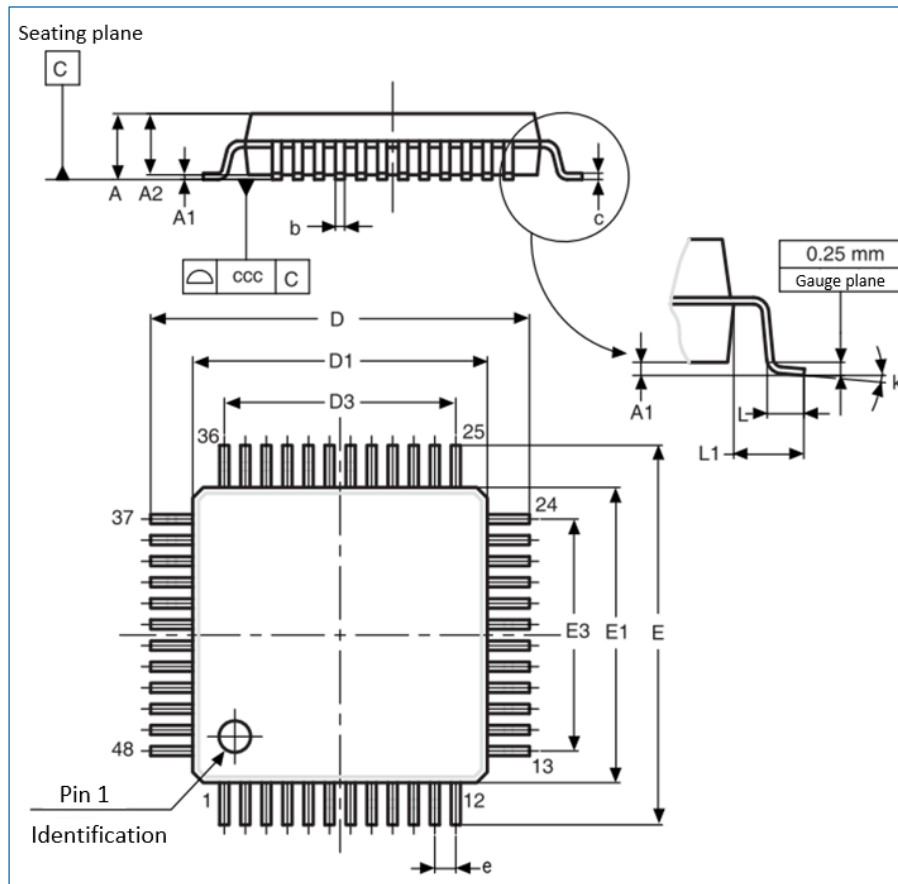 Seating plane
C
A
A2
A1
b
c
ccc
C
0.25 mm
Gauge plane
A1
L
L1
k
D
D1
D3
36
25
37
24
E3
E1
E
48
13
1
12
Pin 1
Identification
e